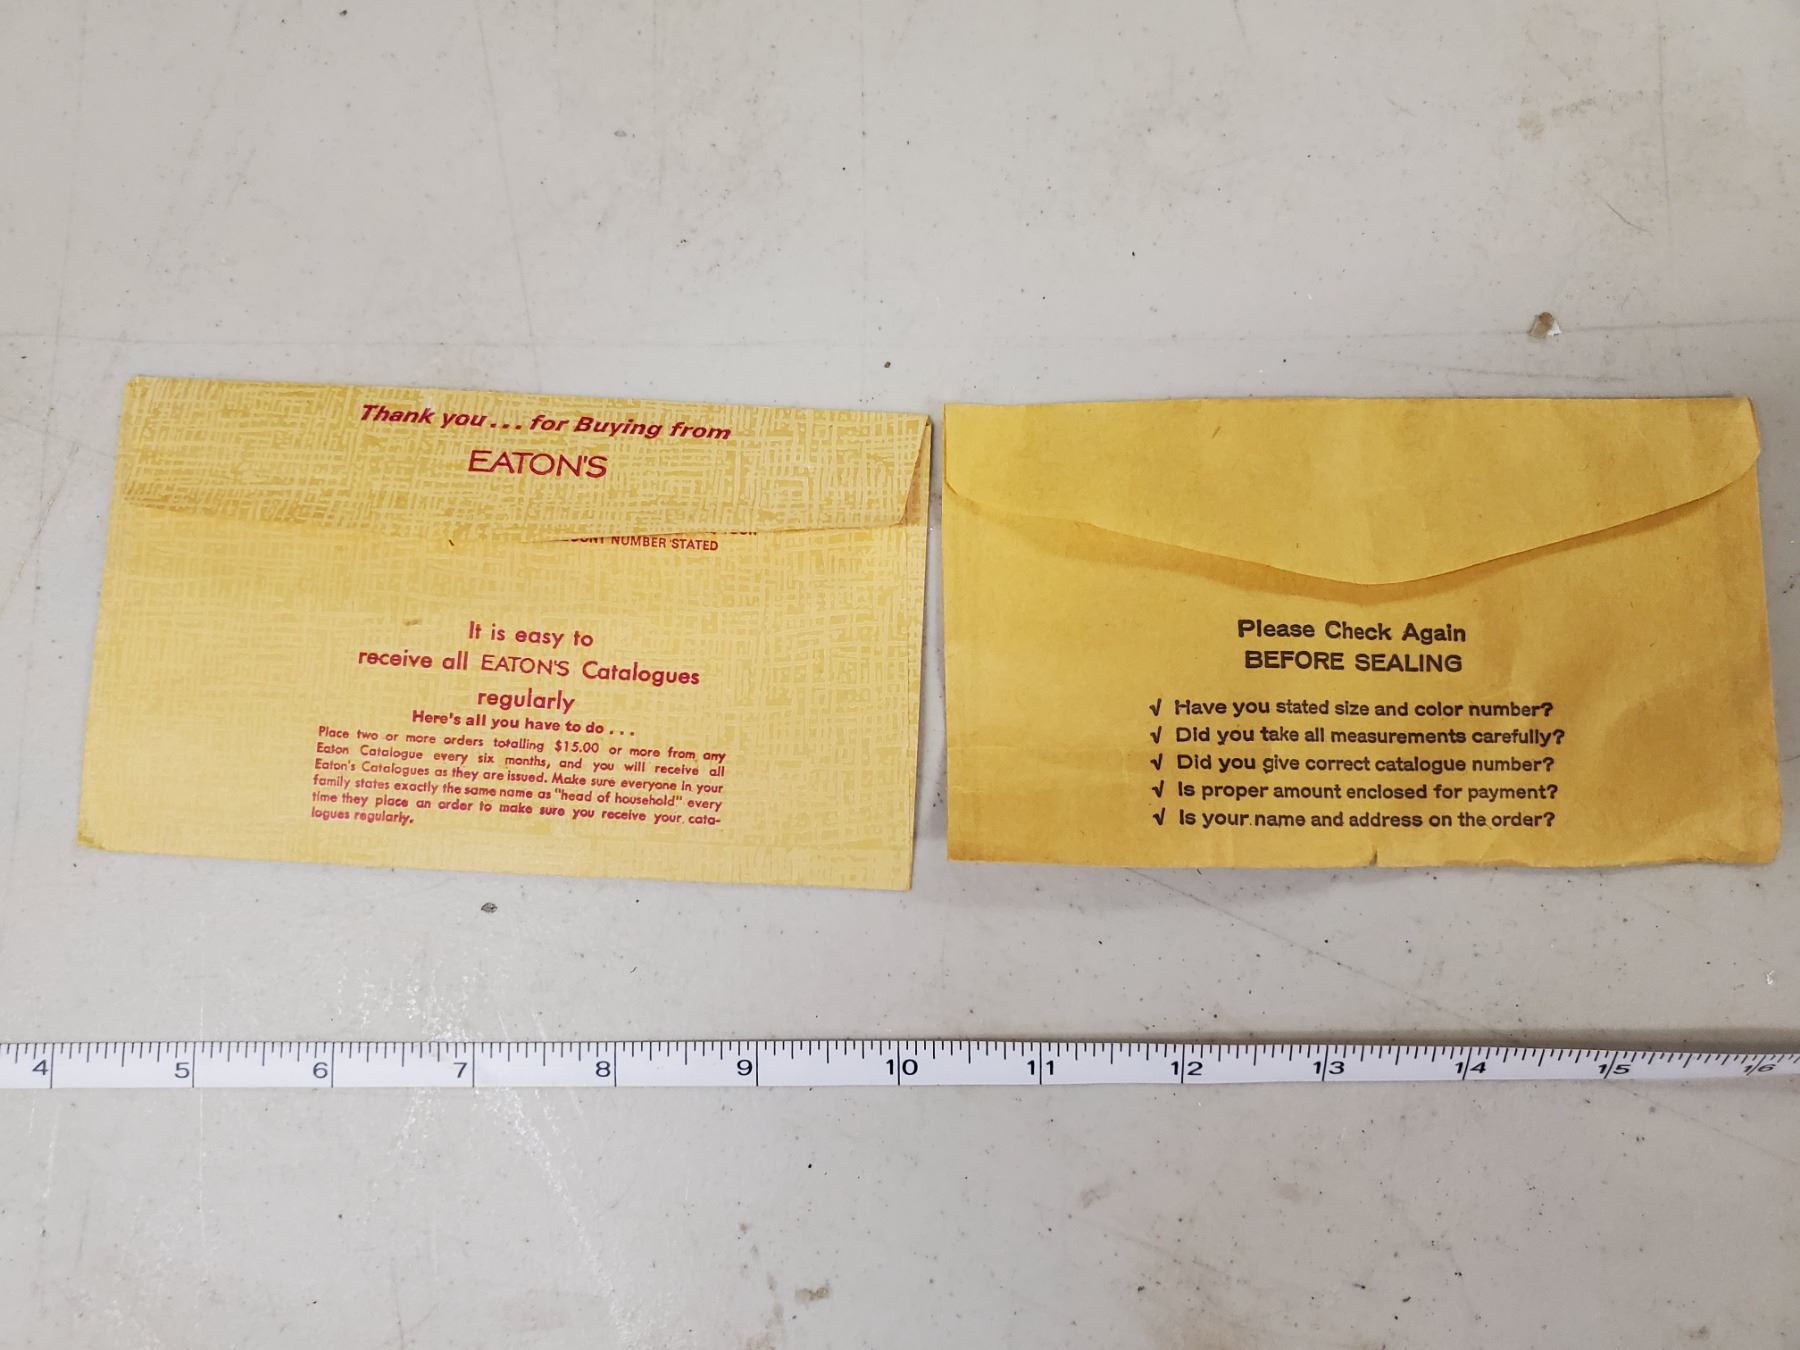 Thank you... for Buying from
EATON'S
NUMBER STATED
It is easy to
receive all EATON'S Catalogues
regularly
Here's all you have to do...
Place two or more orders totalling $15.00 or more from any
Eaton Catalogue every six months, and you will receive all
Eaton's Catalogues as they are issued. Make sure everyone in your
family states exactly the same name as "head of household" every
time they place an order to make sure you receive your cata-
logues regularly.
Please Check Again
BEFORE SEALING
√ Have you stated size and color number?
√ Did you take all measurements carefully?
√ Did you give correct catalogue number?
√ Is proper amount enclosed for payment?
√ Is your name and address on the order?
4 5 6 7 8 9 10 11 12 13 14 15 16